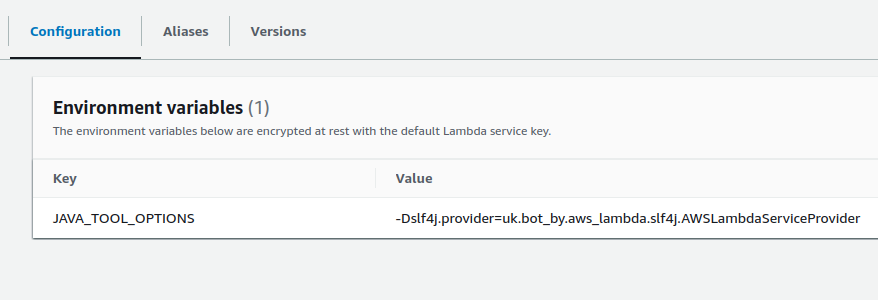 Configuration Aliases Versions
Environment variables (1)
The environment variables below are encrypted at rest with the default Lambda service key.
Key Value
JAVA_TOOL_OPTIONS -Dslf4j.provider=uk.bot_by.aws_lambda.slf4j.AWSLambdaServiceProvider